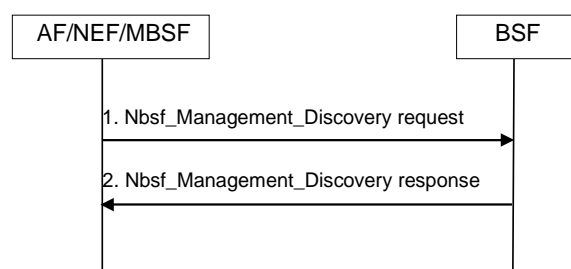 AF/NEF/MBSF
BSF
1. Nbsf_Management_Discovery request
2. Nbsf_Management_Discovery response